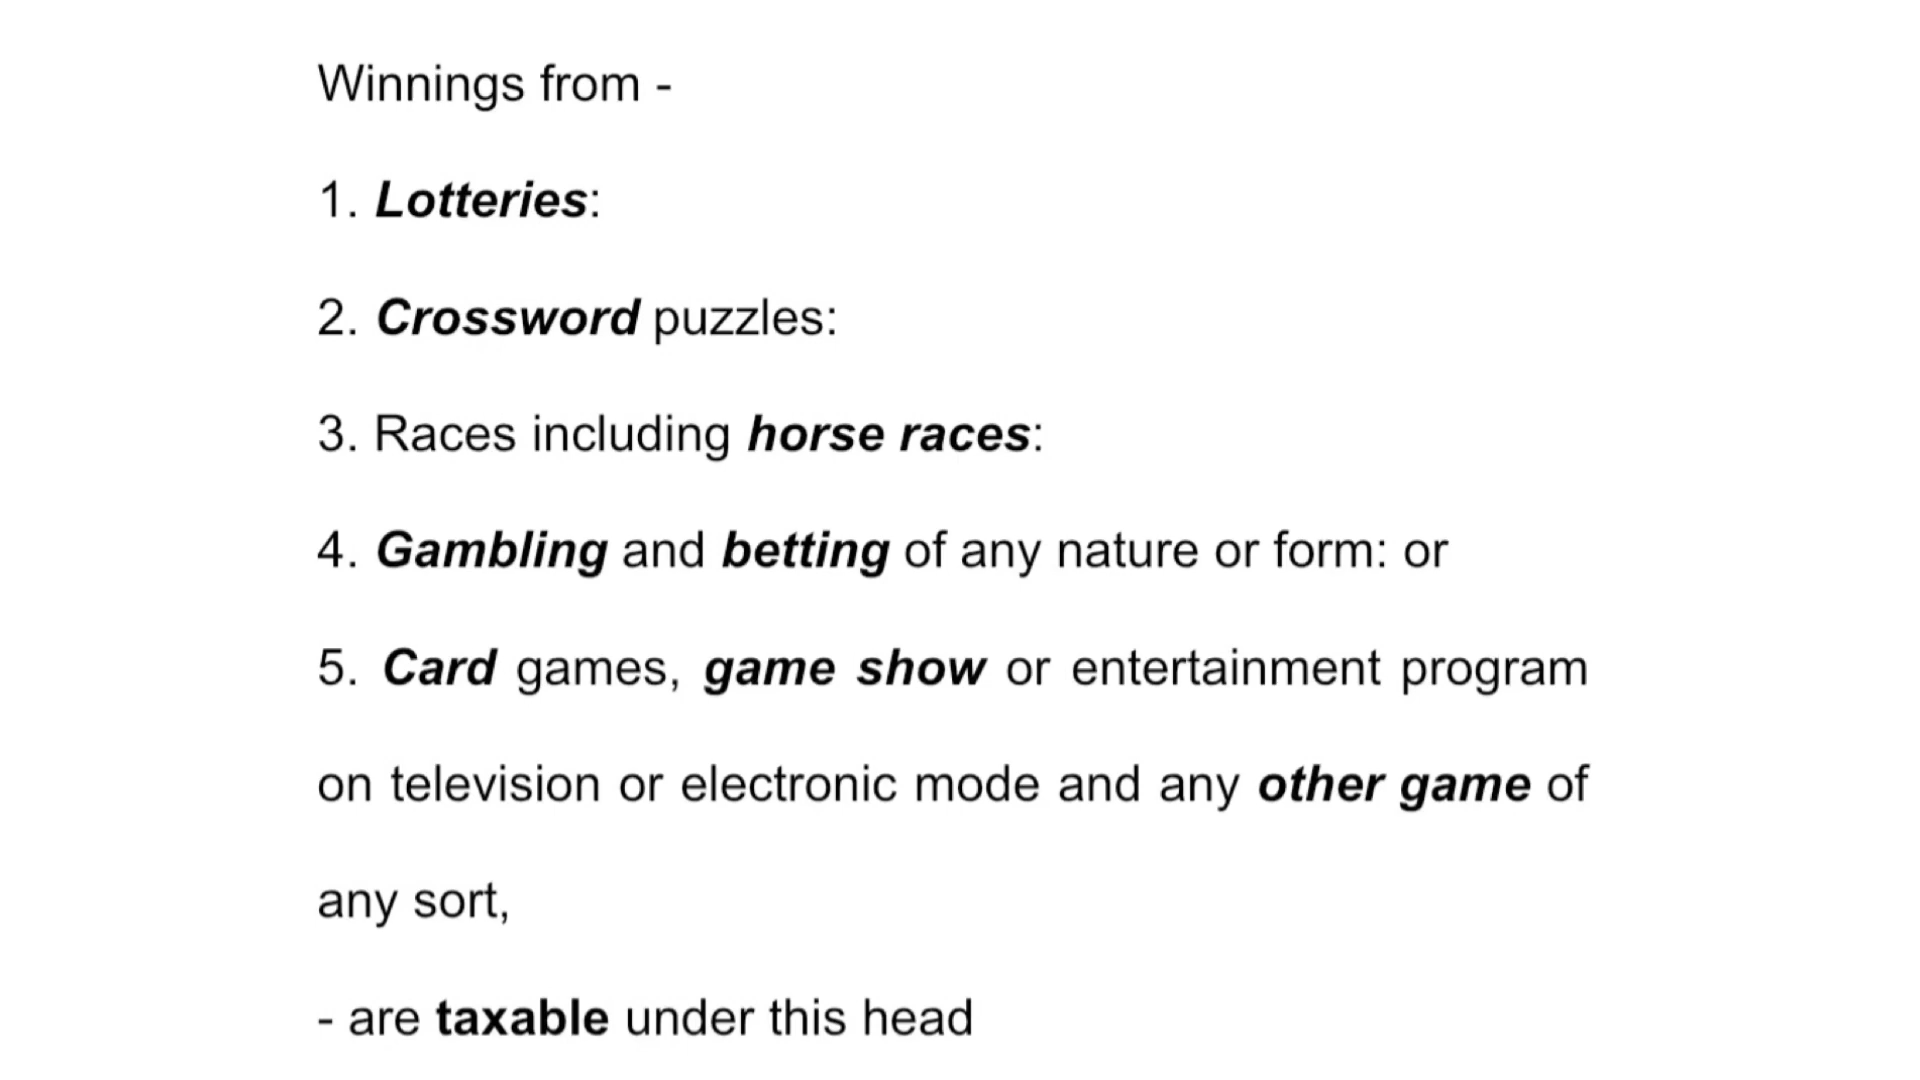 Winnings from -
1. Lotteries:
2. Crossword puzzles:
3. Races including horse races:
4. Gambling and betting of any nature or form: or
5. Card games, game show or entertainment program
on television or electronic mode and any other game of
any sort,
- are taxable under this head